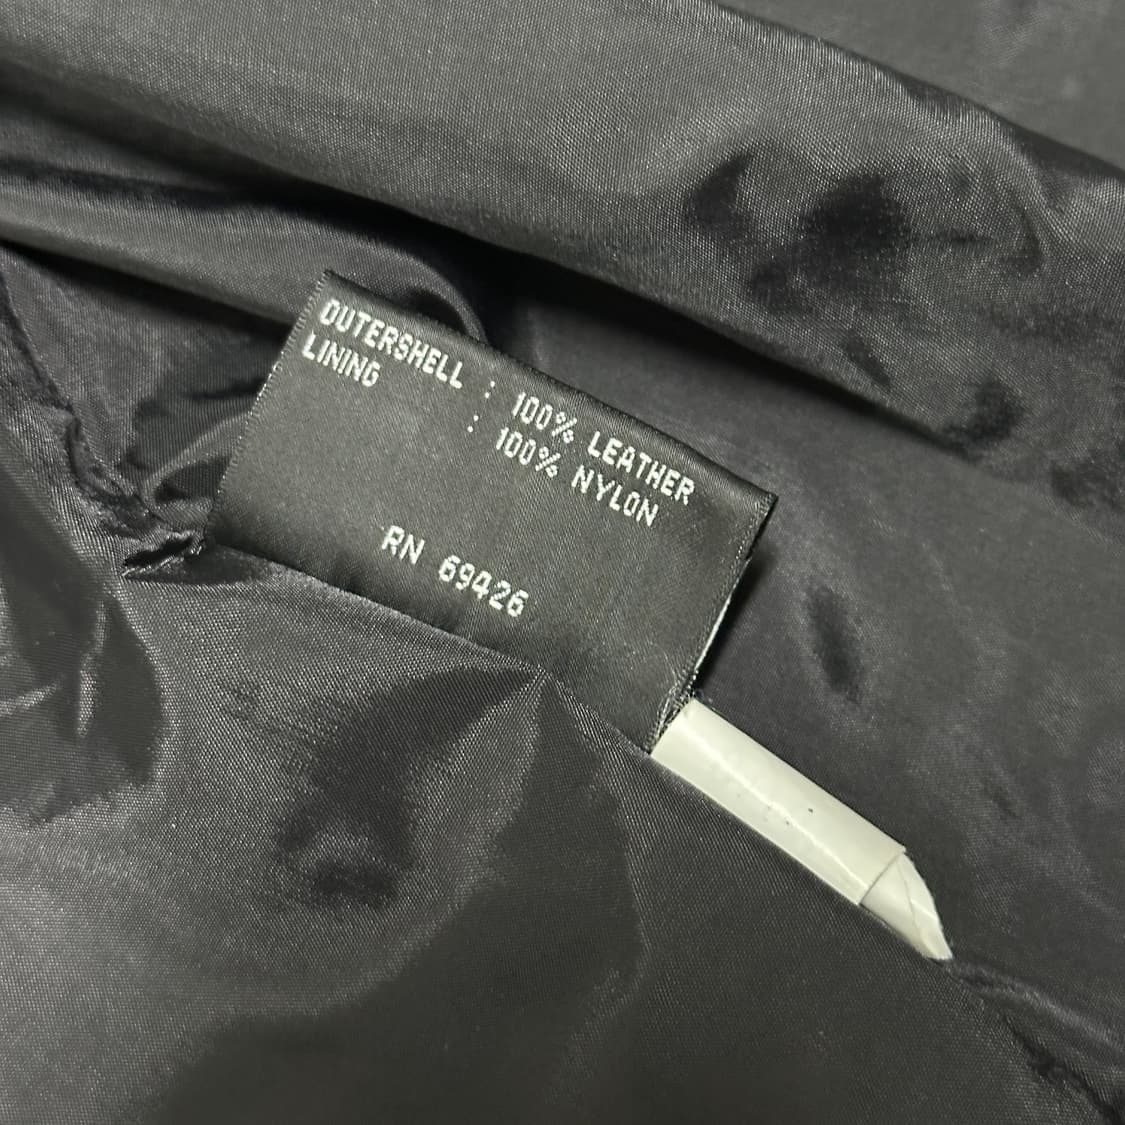 OUTERSHELL : 100% LEATHER
LINING : 100% NYLON
RN 69426